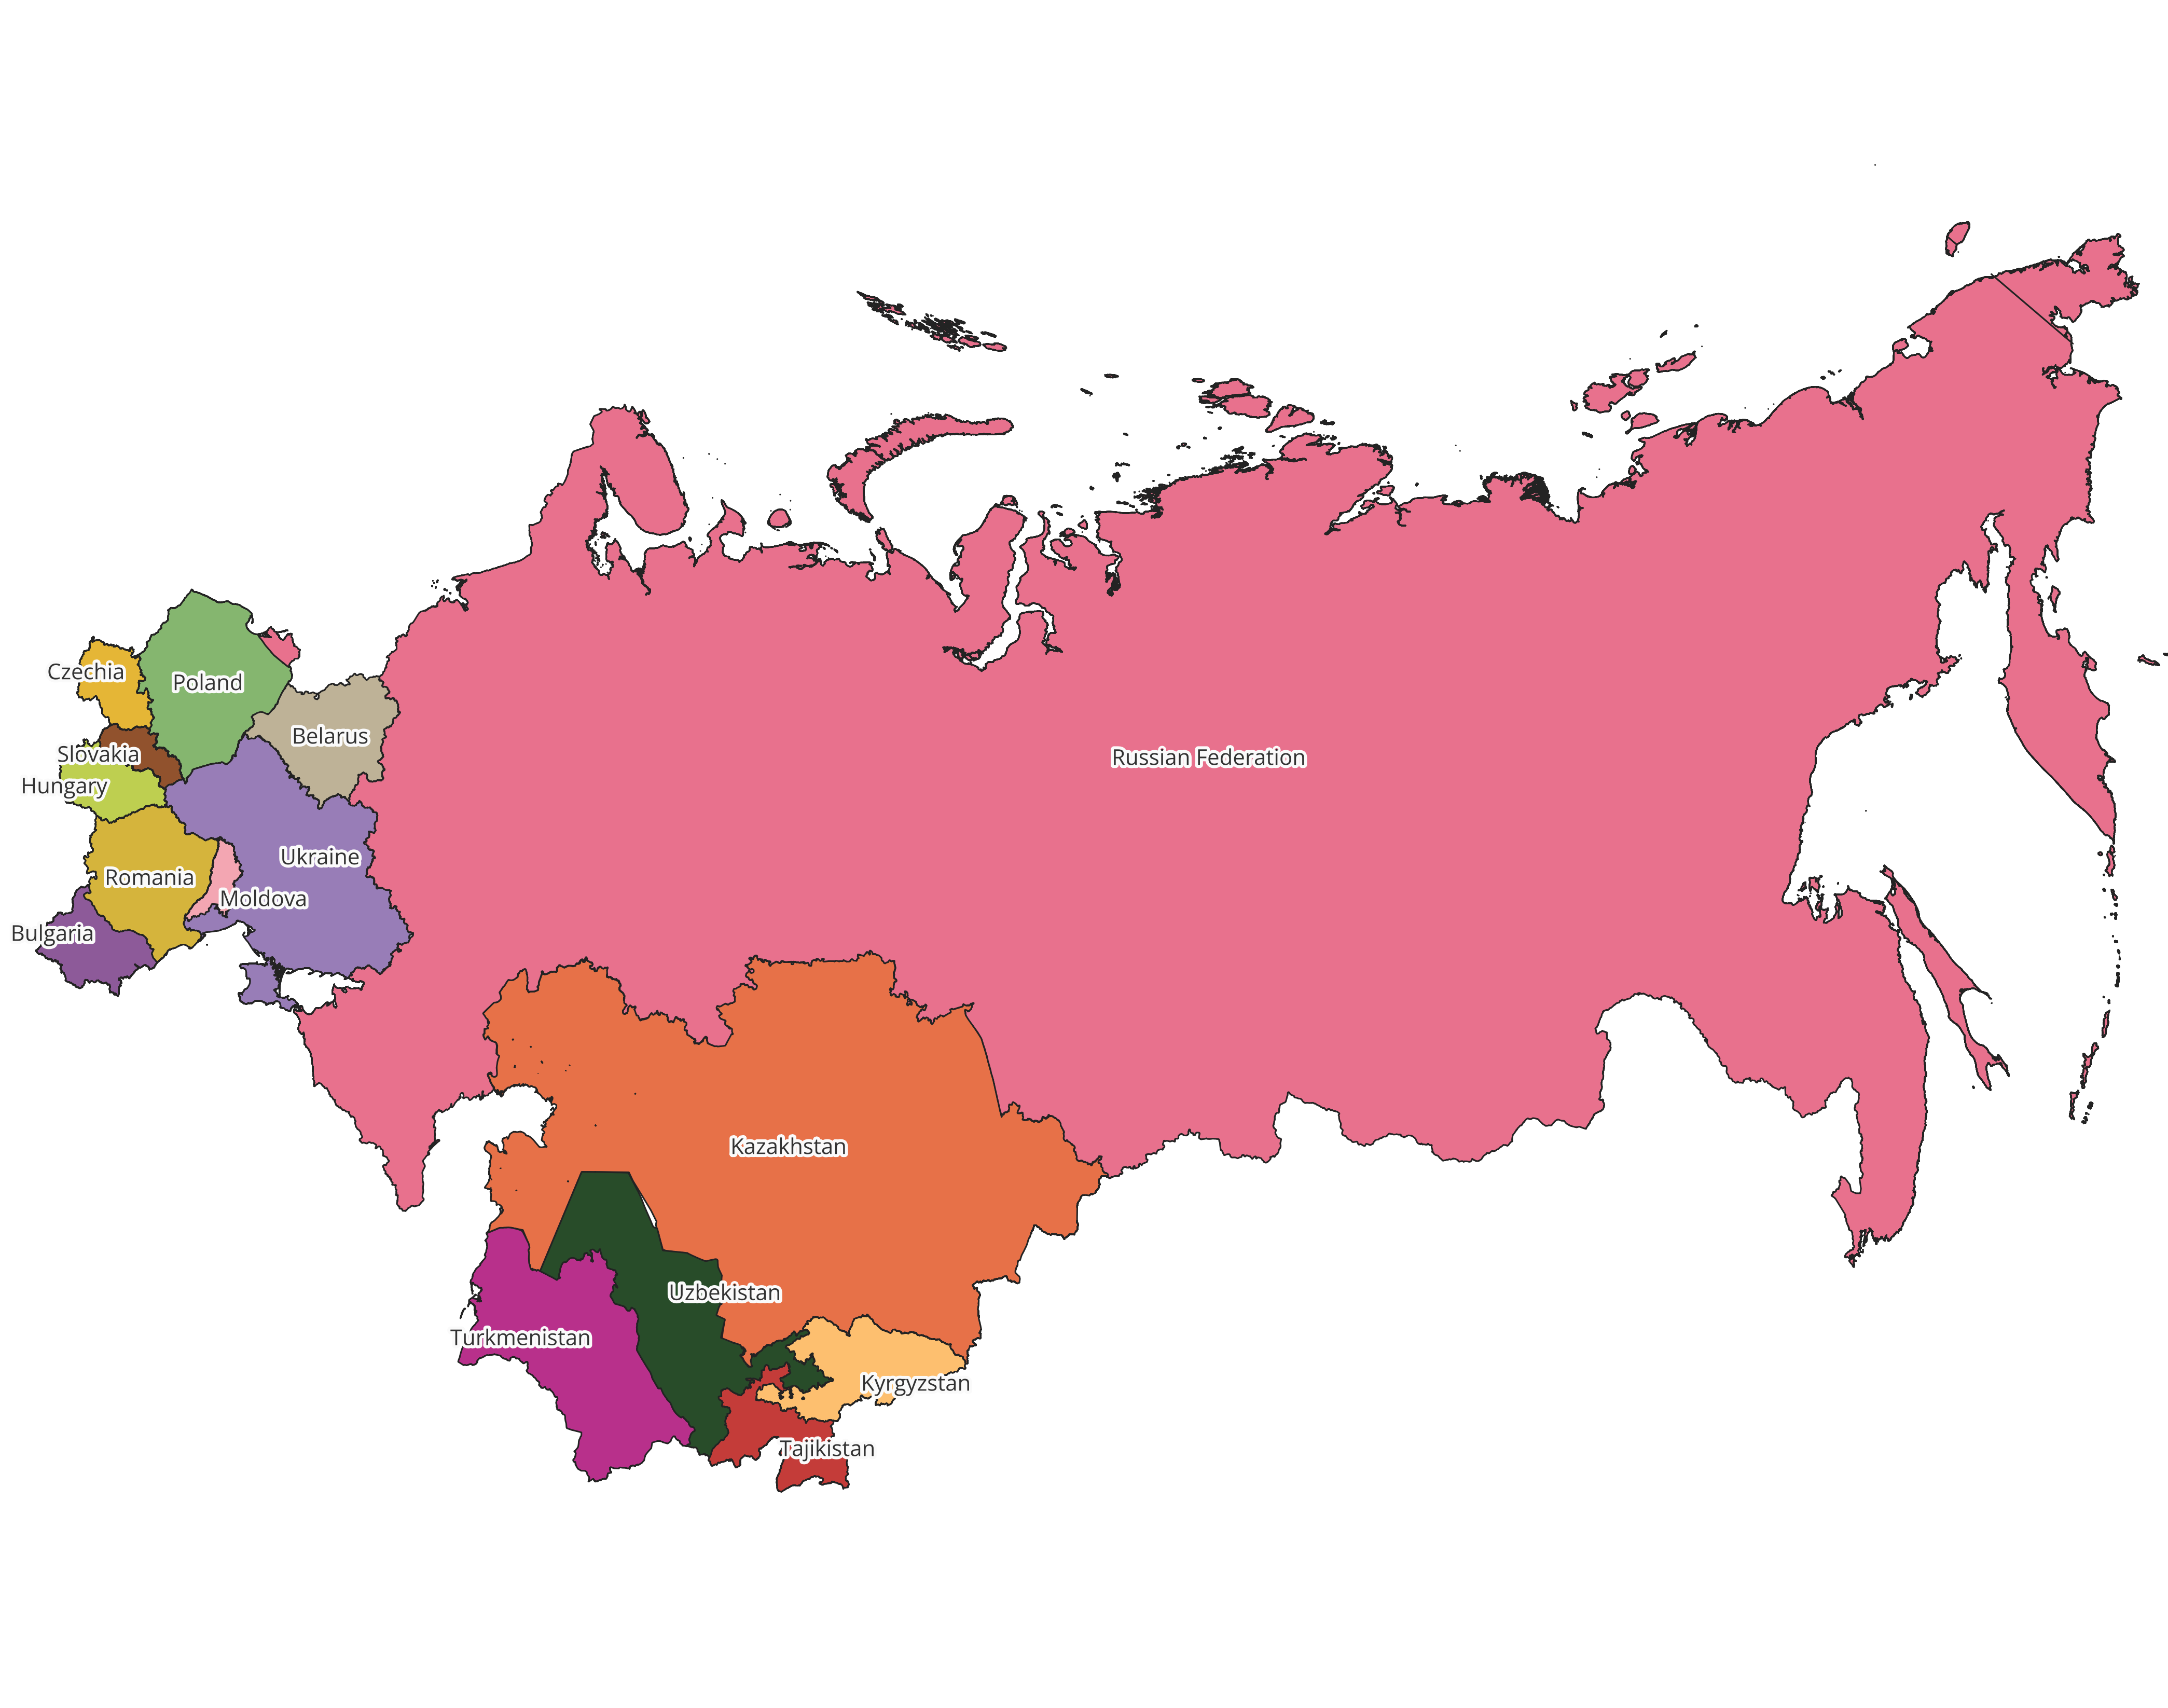 Czechia
Poland
Belarus
Slovakia
Russian Federation
Hungary
Ukraine
Romania
Moldova
Bulgaria
Kazakhstan
Uzbekistan
Turkmenistan
Kyrgyzstan
Tajikistan